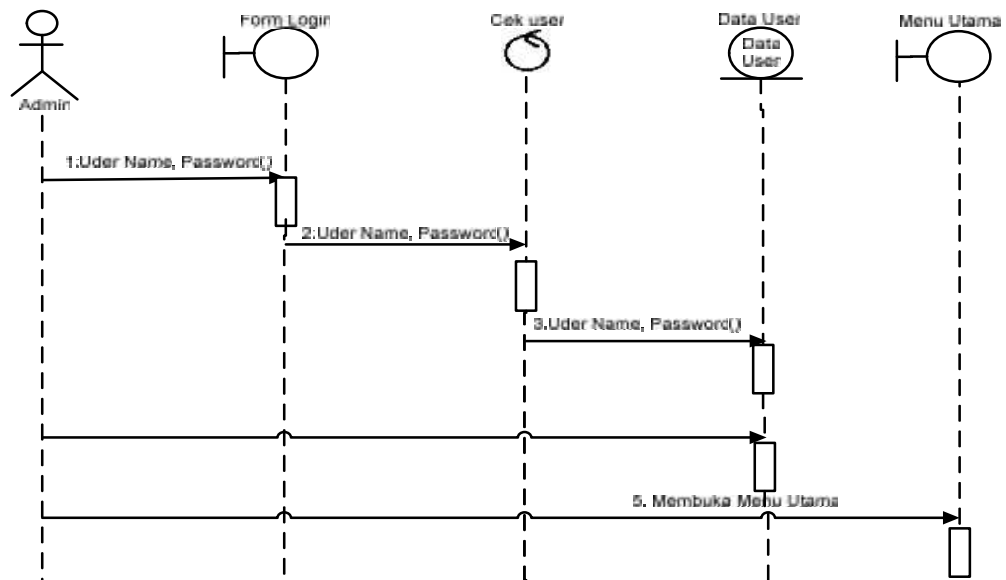 Form Login
Cek user
Data User
Menu Utama
Data
User
Admin
1:Uder Name, Password()
2:Uder Name, Password()
3.Uder Name, Password()
5. Membuka Menu Utama